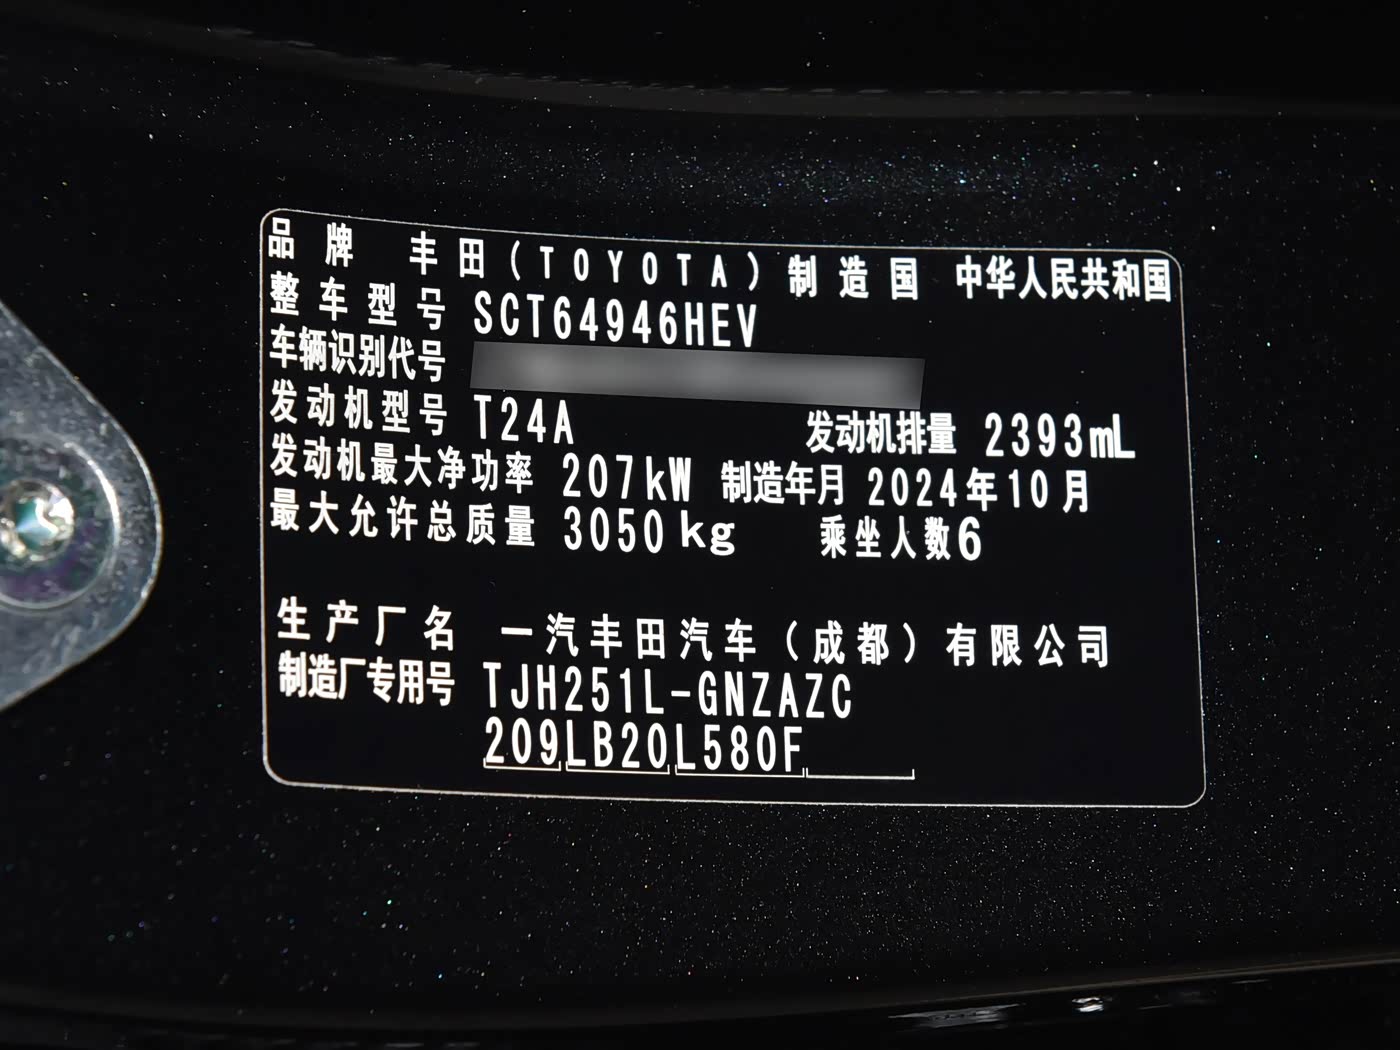 品牌 丰田(TOYOTA) 制造国 中华人民共和国
整车型号 SCT64946HEV
车辆识别代号
发动机型号 T24A 发动机排量 2393mL
发动机最大净功率 207kW 制造年月 2024年10月
最大允许总质量 3050kg 乘坐人数6
生产厂名 一汽丰田汽车(成都)有限公司
制造厂专用号 TJH251L-GNZAZC
209LB20L580F